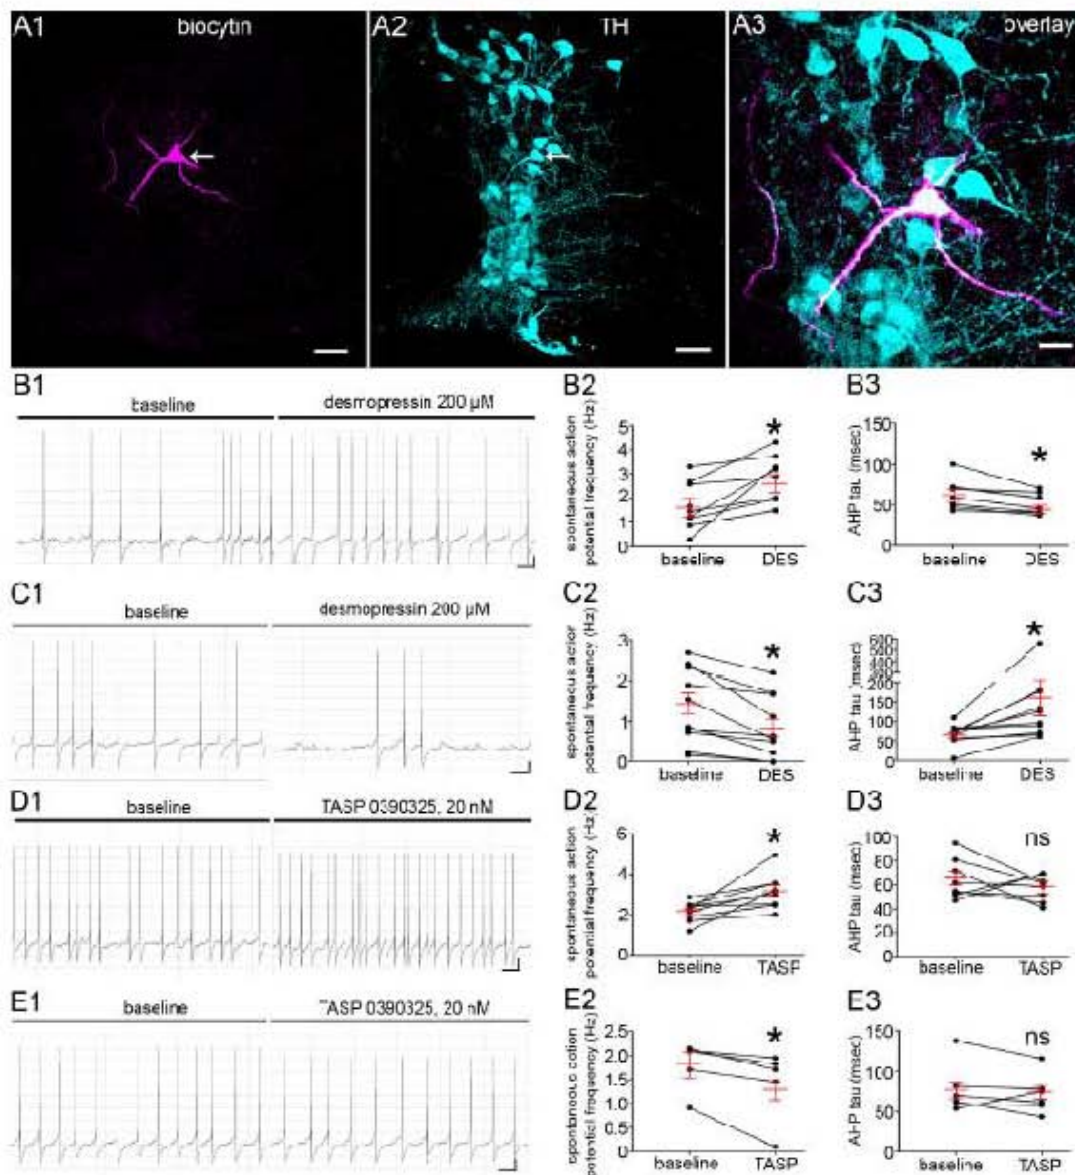 A1 biocytin
A2 TH
A3 overlay
B1
baseline desmopressin 200 µM
B2
spontaneous action
potential frequency (Hz)
5
4
3
2
1
0
*
baseline DES
B3
AHP tau (msec)
150
100
50
0
*
baseline DES
C1
baseline desmopressin 200 µM
C2
spontaneous action
potential frequency (Hz)
3
2
1
0
*
baseline DES
C3
AHP tau (msec)
600
500
400
300
200
150
100
50
0
*
baseline DES
D1
baseline TASP 0390325, 20 nM
D2
spontaneous action
potential frequency (Hz)
6
4
2
0
*
baseline TASP
D3
AHP tau (msec)
100
80
60
40
0
ns
baseline TASP
E1
baseline TASP 0390325, 20 nM
E2
spontaneous action
potential frequency (Hz)
2.5
2.0
1.5
1.0
0.5
0
*
baseline TASP
E3
AHP tau (msec)
150
100
50
0
ns
baseline TASP